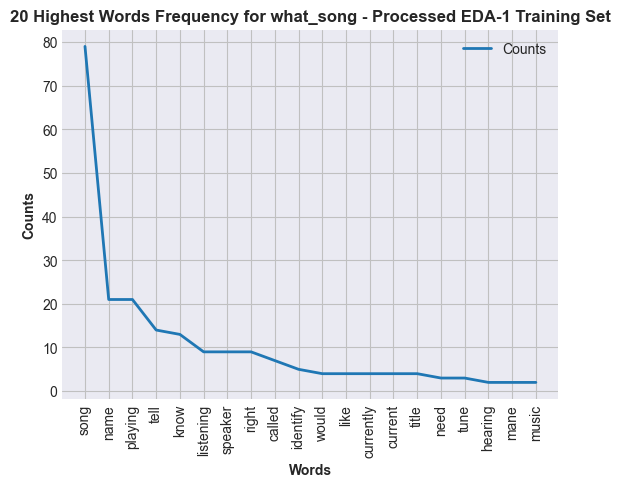 20 Highest Words Frequency for what_song - Processed EDA-1 Training Set
Counts
80
70
60
50
40
30
20
10
0
Counts
song
name
playing
tell
know
listening
speaker
right
called
identify
would
like
currently
current
title
need
tune
hearing
mane
music
Words